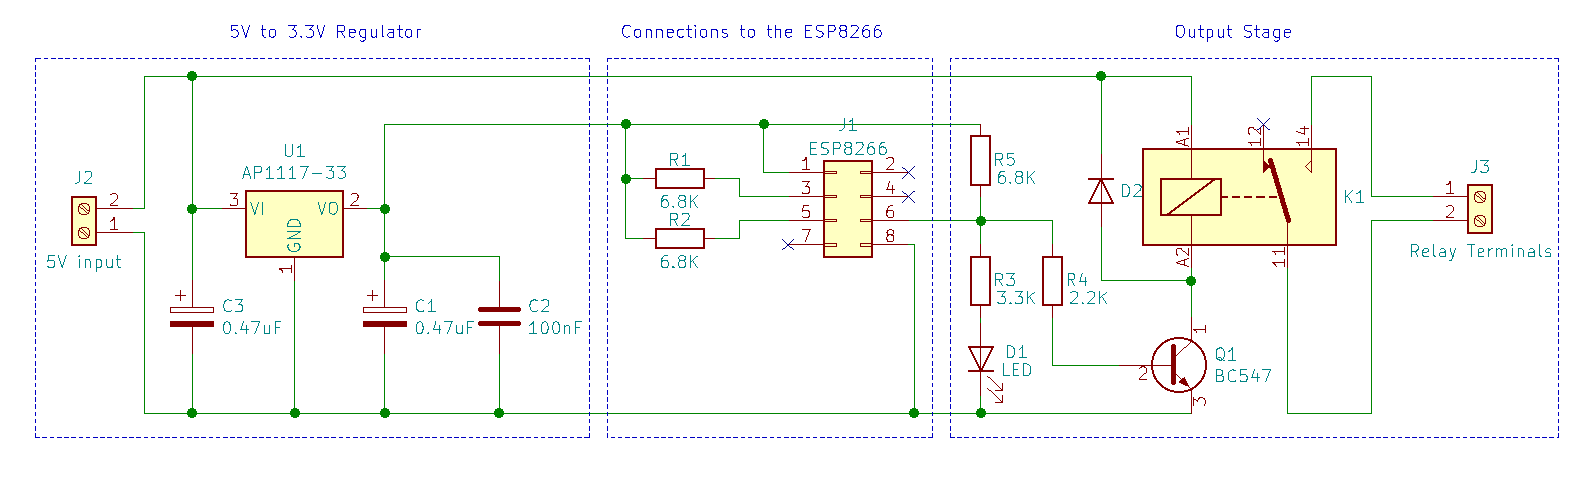 5V to 3.3V Regulator
Connections to the ESP8266
Output Stage
J2
2
1
5V input
U1
AP1117-33
3
VI
VO
2
GND
1
+
C3
0.47uF
+
C1
0.47uF
C2
100nF
R1
6.8K
R2
6.8K
J1
ESP8266
1
2
3
4
5
6
7
8
R5
6.8K
R3
3.3K
R4
2.2K
D1
LED
D2
A1
A2
12
14
11
K1
Q1
BC547
1
2
3
J3
1
2
Relay Terminals